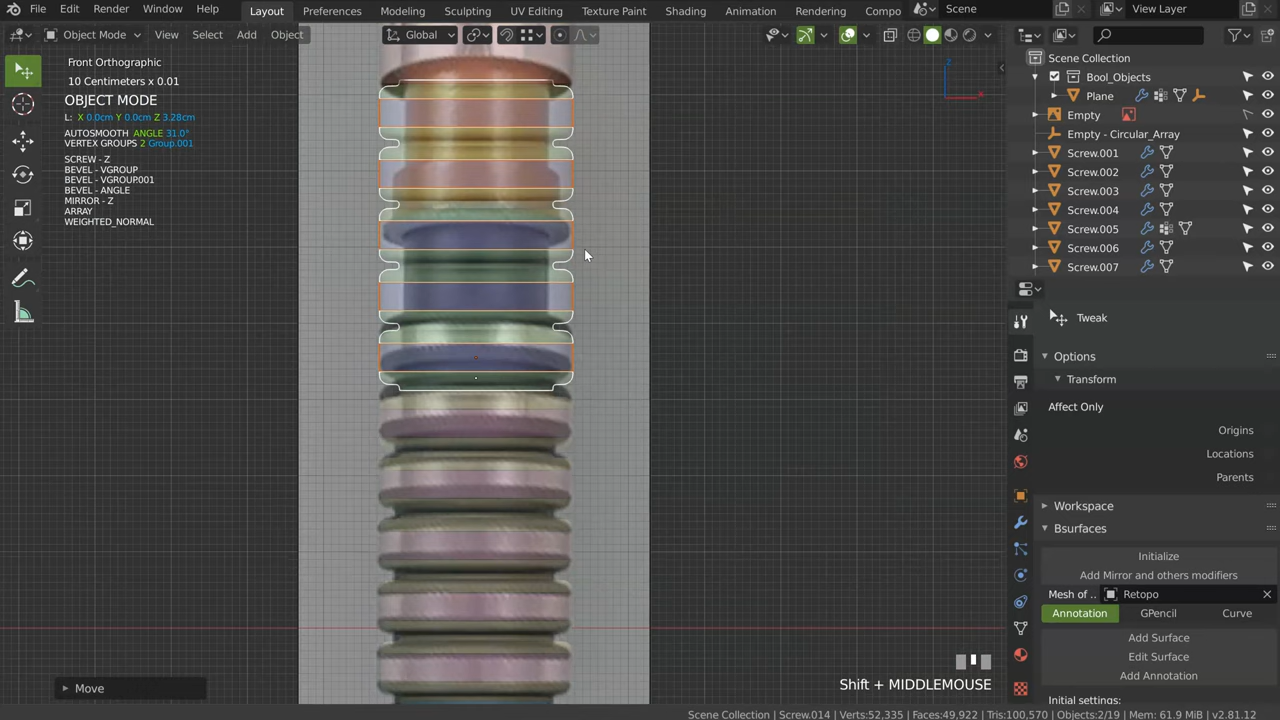 File Edit Render Window Help Layout Preferences Modeling Sculpting UV Editing Texture Paint Shading Animation Rendering Compo Scene View Layer
Object Mode View Select Add Object Global
Front Orthographic
10 Centimeters x 0.01
OBJECT MODE
L: X 0.0cm Y 0.0cm Z 3.28cm
AUTOSMOOTH ANGLE 31.0°
VERTEX GROUPS 2 Group.001
SCREW - Z
BEVEL - VGROUP
BEVEL - VGROUP.001
BEVEL - ANGLE
MIRROR - Z
ARRAY
WEIGHTED_NORMAL
Scene Collection
Bool_Objects
Plane
Empty
Empty - Circular_Array
Screw.001
Screw.002
Screw.003
Screw.004
Screw.005
Screw.006
Screw.007
Tweak
Options
Transform
Affect Only
Origins
Locations
Parents
Workspace
Bsurfaces
Initialize
Add Mirror and others modifiers
Mesh of .. Retopo
Annotation GPencil Curve
Add Surface
Edit Surface
Add Annotation
Initial settings:
Move
Shift + MIDDLEMOUSE
Scene Collection | Screw.014 | Verts:52,335 | Faces:49,922 | Tris:100,570 | Objects:2/19 | Mem: 61.9 MiB | v2.81.12